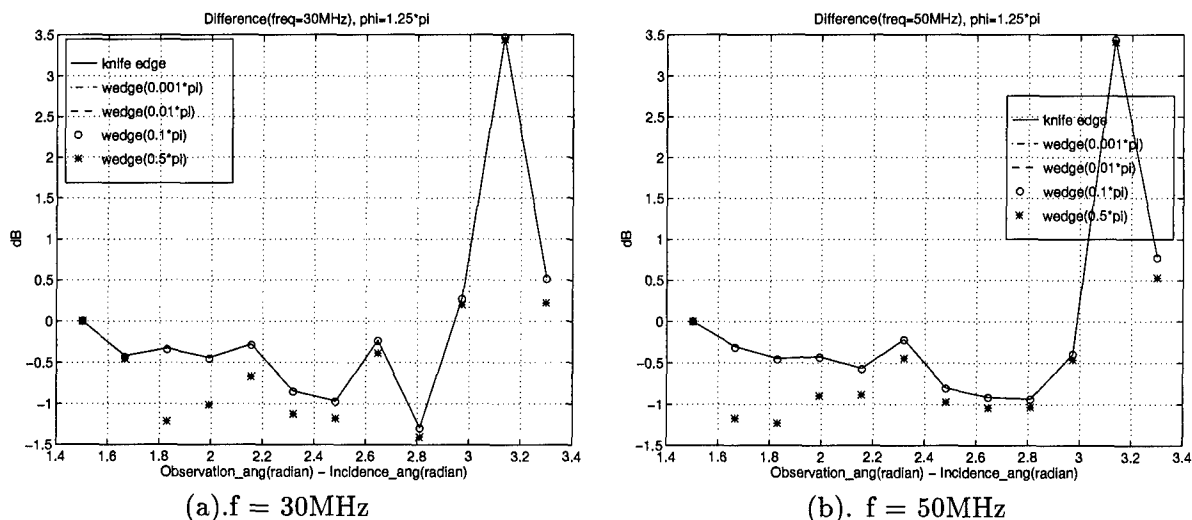 Difference(freq=30MHz), phi=1.25*pi
3.5
3
2.5
2
1.5
1
0.5
0
-0.5
-1
-1.5
dB
knife edge
wedge(0.001*pi)
wedge(0.01*pi)
wedge(0.1*pi)
wedge(0.5*pi)
1.4 1.6 1.8 2 2.2 2.4 2.6 2.8 3 3.2 3.4
Observation_ang(radian) - Incidence_ang(radian)
(a).f = 30MHz
Difference(freq=50MHz), phi=1.25*pi
3.5
3
2.5
2
1.5
1
0.5
0
-0.5
-1
-1.5
dB
knife edge
wedge(0.001*pi)
wedge(0.01*pi)
wedge(0.1*pi)
wedge(0.5*pi)
1.4 1.6 1.8 2 2.2 2.4 2.6 2.8 3 3.2 3.4
Observation_ang(radian) - Incidence_ang(radian)
(b). f = 50MHz